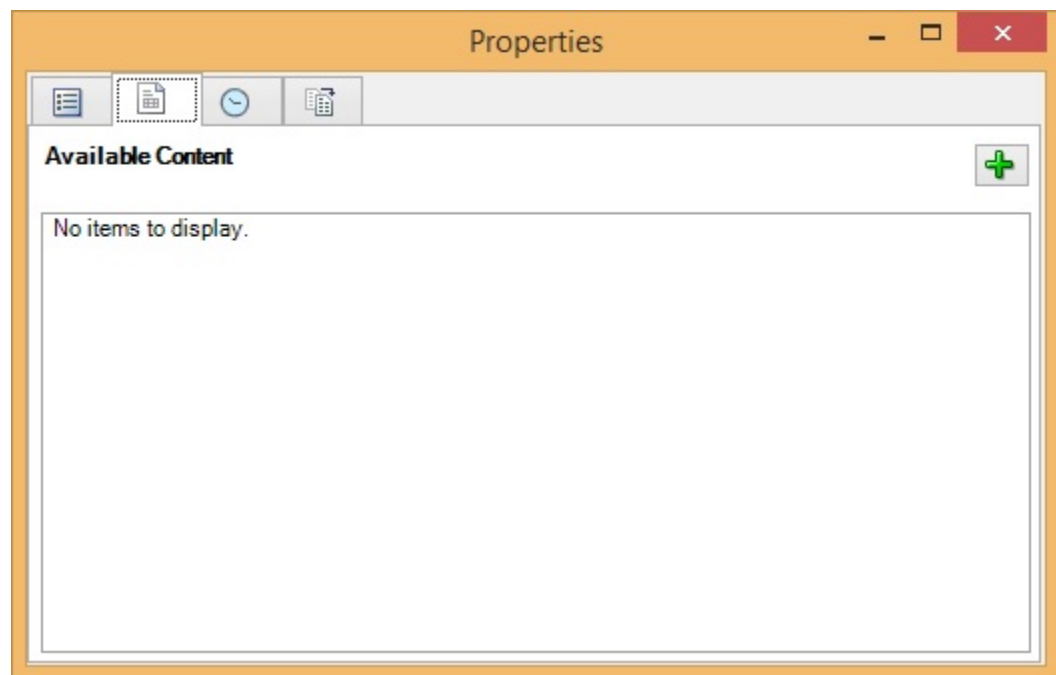 Properties
Available Content
No items to display.